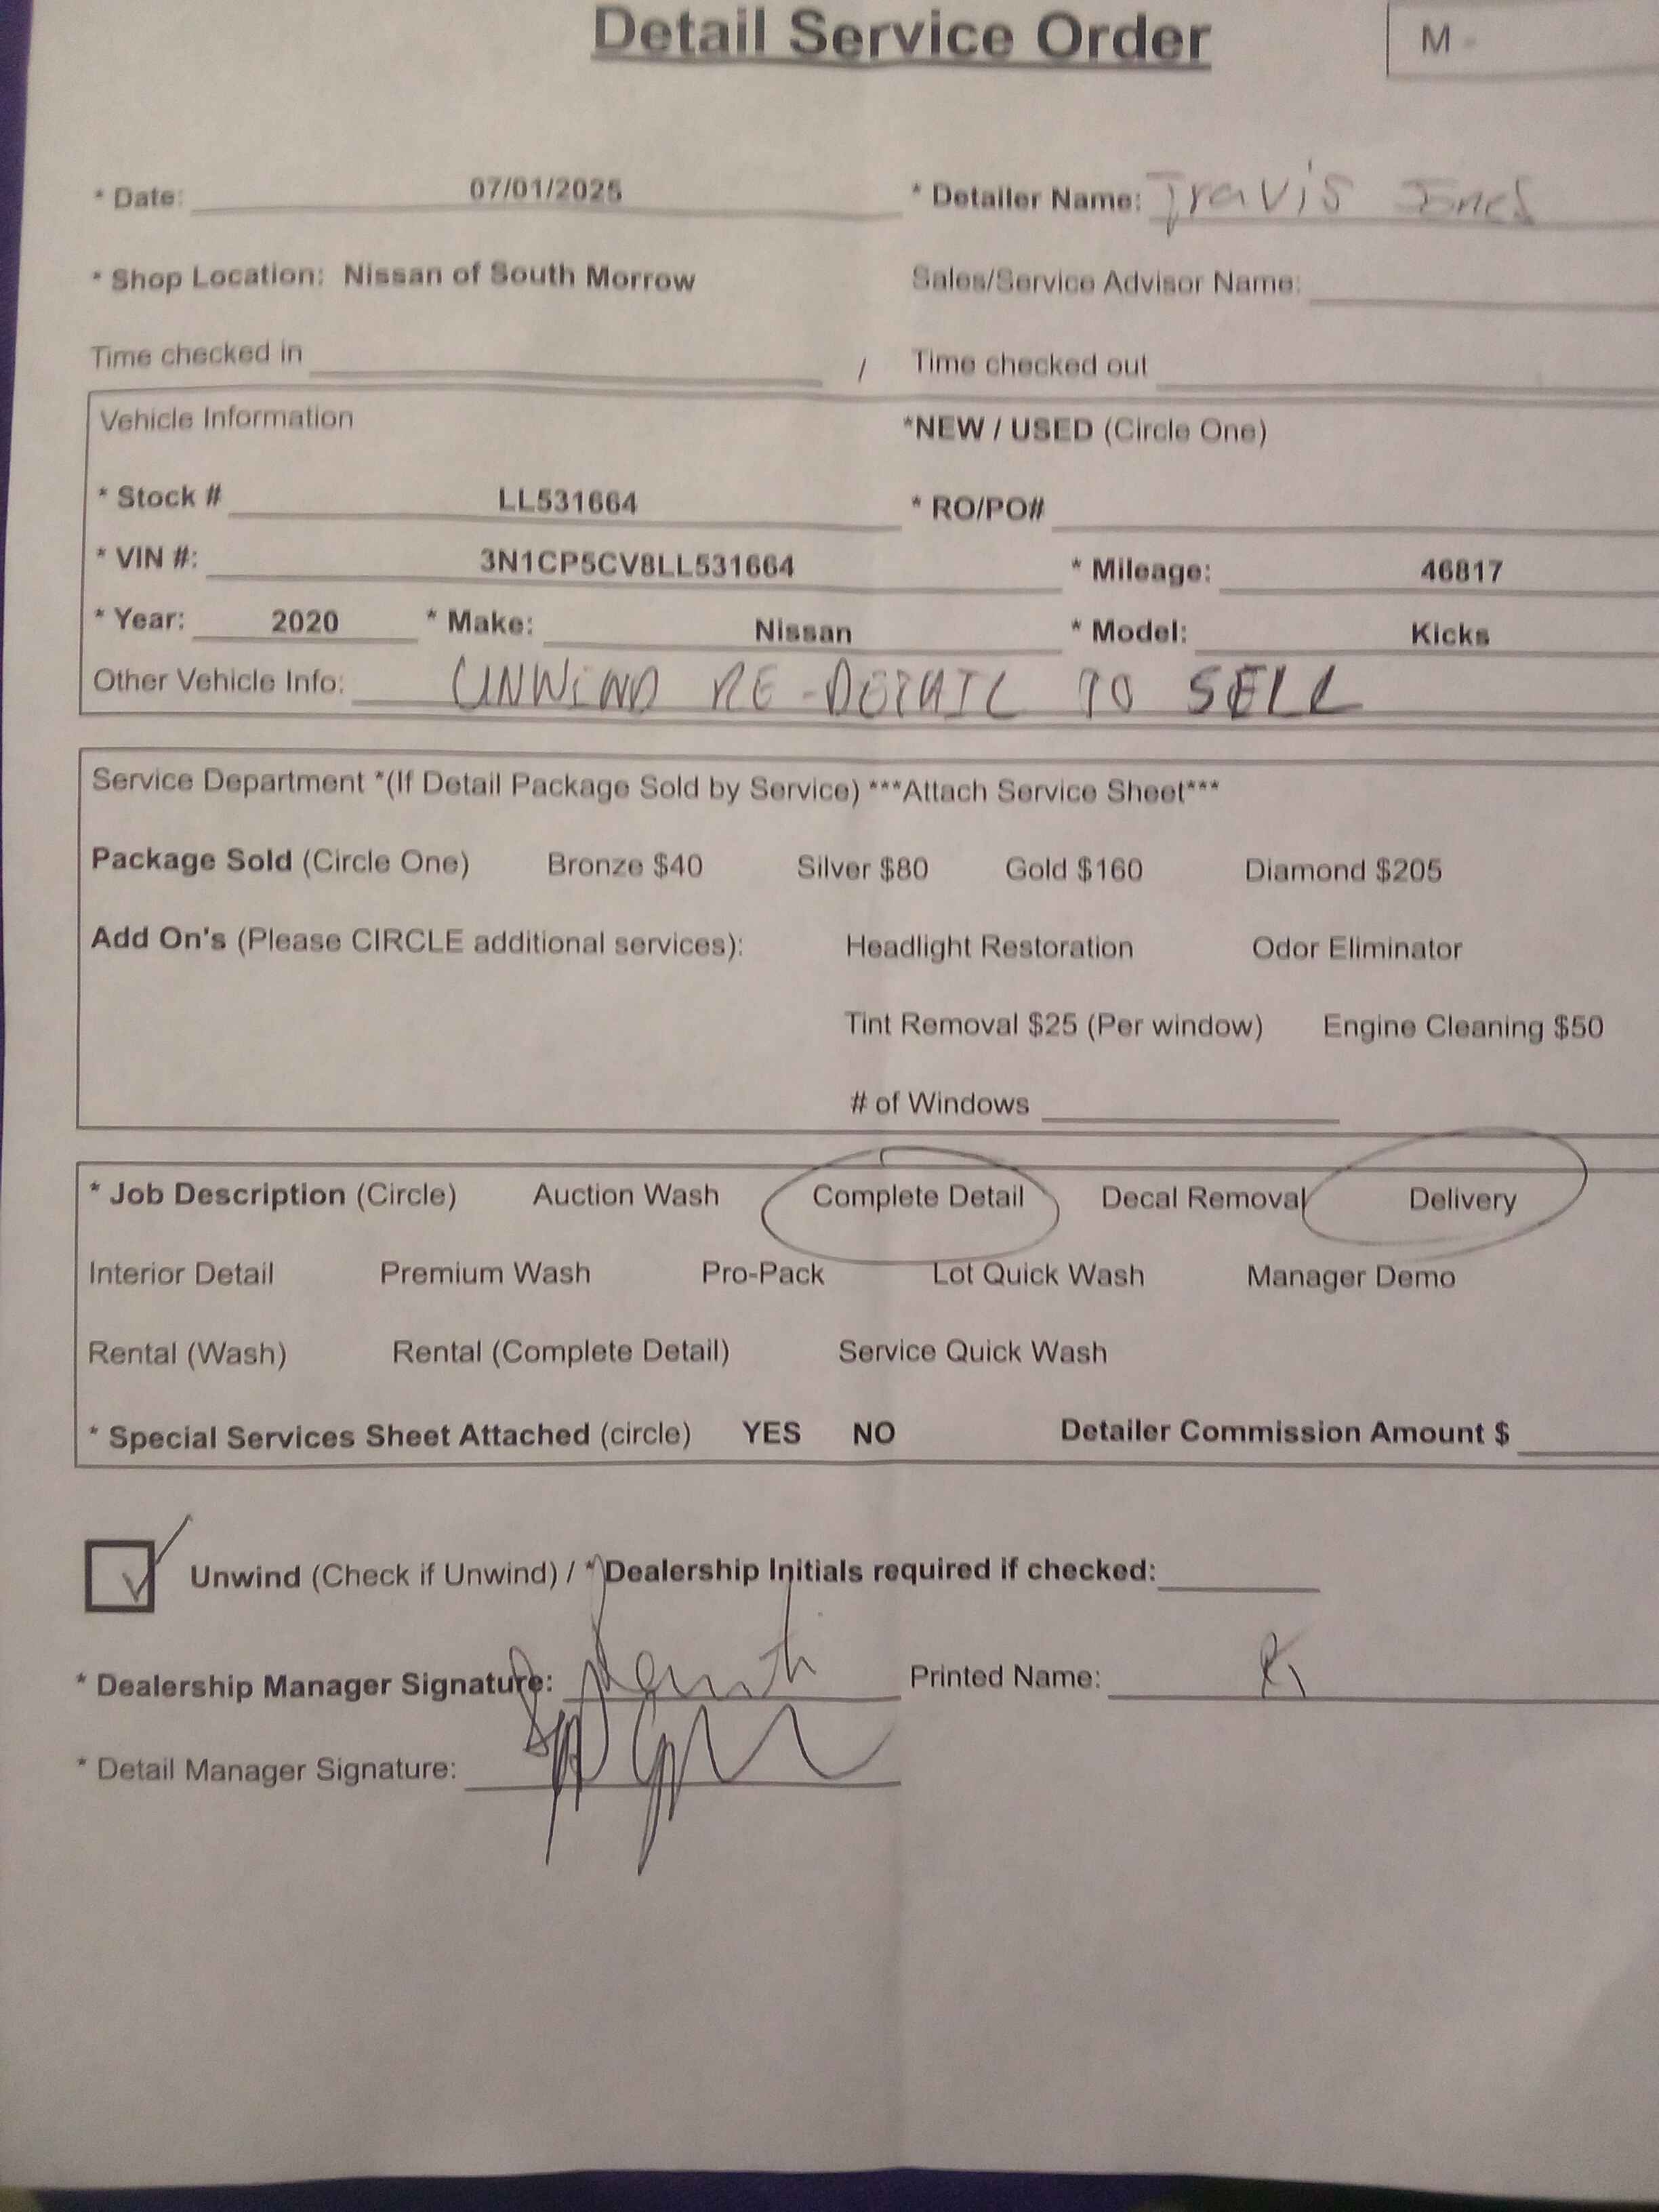 Detail Service Order
M -
* Date: 07/01/2025 * Detailer Name: Travis Jones
* Shop Location: Nissan of South Morrow Sales/Service Advisor Name:
Time checked in / Time checked out
Vehicle Information *NEW / USED (Circle One)
* Stock # LL531664 * RO/PO#
* VIN #: 3N1CP5CV8LL531664 * Mileage: 46817
* Year: 2020 * Make: Nissan * Model: Kicks
Other Vehicle Info: UNWIND RE-DETAIL TO SELL
Service Department *(If Detail Package Sold by Service) ***Attach Service Sheet***
Package Sold (Circle One) Bronze $40 Silver $80 Gold $160 Diamond $205
Add On's (Please CIRCLE additional services): Headlight Restoration Odor Eliminator
Tint Removal $25 (Per window) Engine Cleaning $50
# of Windows
* Job Description (Circle) Auction Wash Complete Detail Decal Removal Delivery
Interior Detail Premium Wash Pro-Pack Lot Quick Wash Manager Demo
Rental (Wash) Rental (Complete Detail) Service Quick Wash
* Special Services Sheet Attached (circle) YES NO Detailer Commission Amount $
Unwind (Check if Unwind) / * Dealership Initials required if checked:
* Dealership Manager Signature: Printed Name:
* Detail Manager Signature: